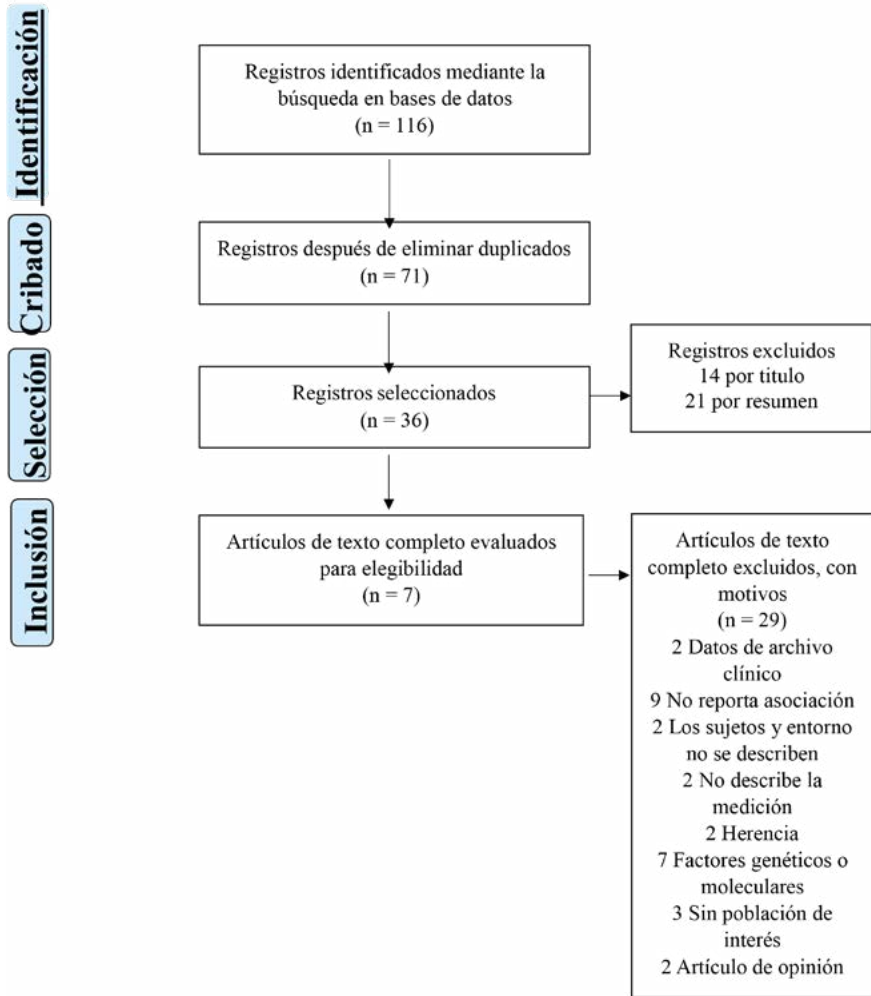 Identificación
Registros identificados mediante la
búsqueda en bases de datos
(n = 116)
Cribado
Registros después de eliminar duplicados
(n = 71)
Selección
Registros seleccionados
(n = 36)
Registros excluidos
14 por titulo
21 por resumen
Inclusión
Artículos de texto completo evaluados
para elegibilidad
(n = 7)
Artículos de texto
completo excluidos, con
motivos
(n = 29)
2 Datos de archivo
clínico
9 No reporta asociación
2 Los sujetos y entorno
no se describen
2 No describe la
medición
2 Herencia
7 Factores genéticos o
moleculares
3 Sin población de
interés
2 Artículo de opinión